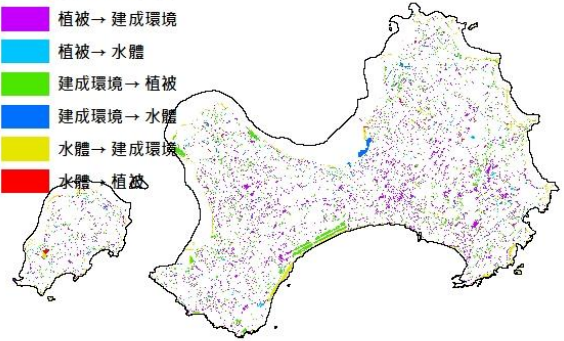 植被→ 建成環境
植被→ 水體
建成環境→ 植被
建成環境→ 水體
水體→ 建成環境
水體→ 植被